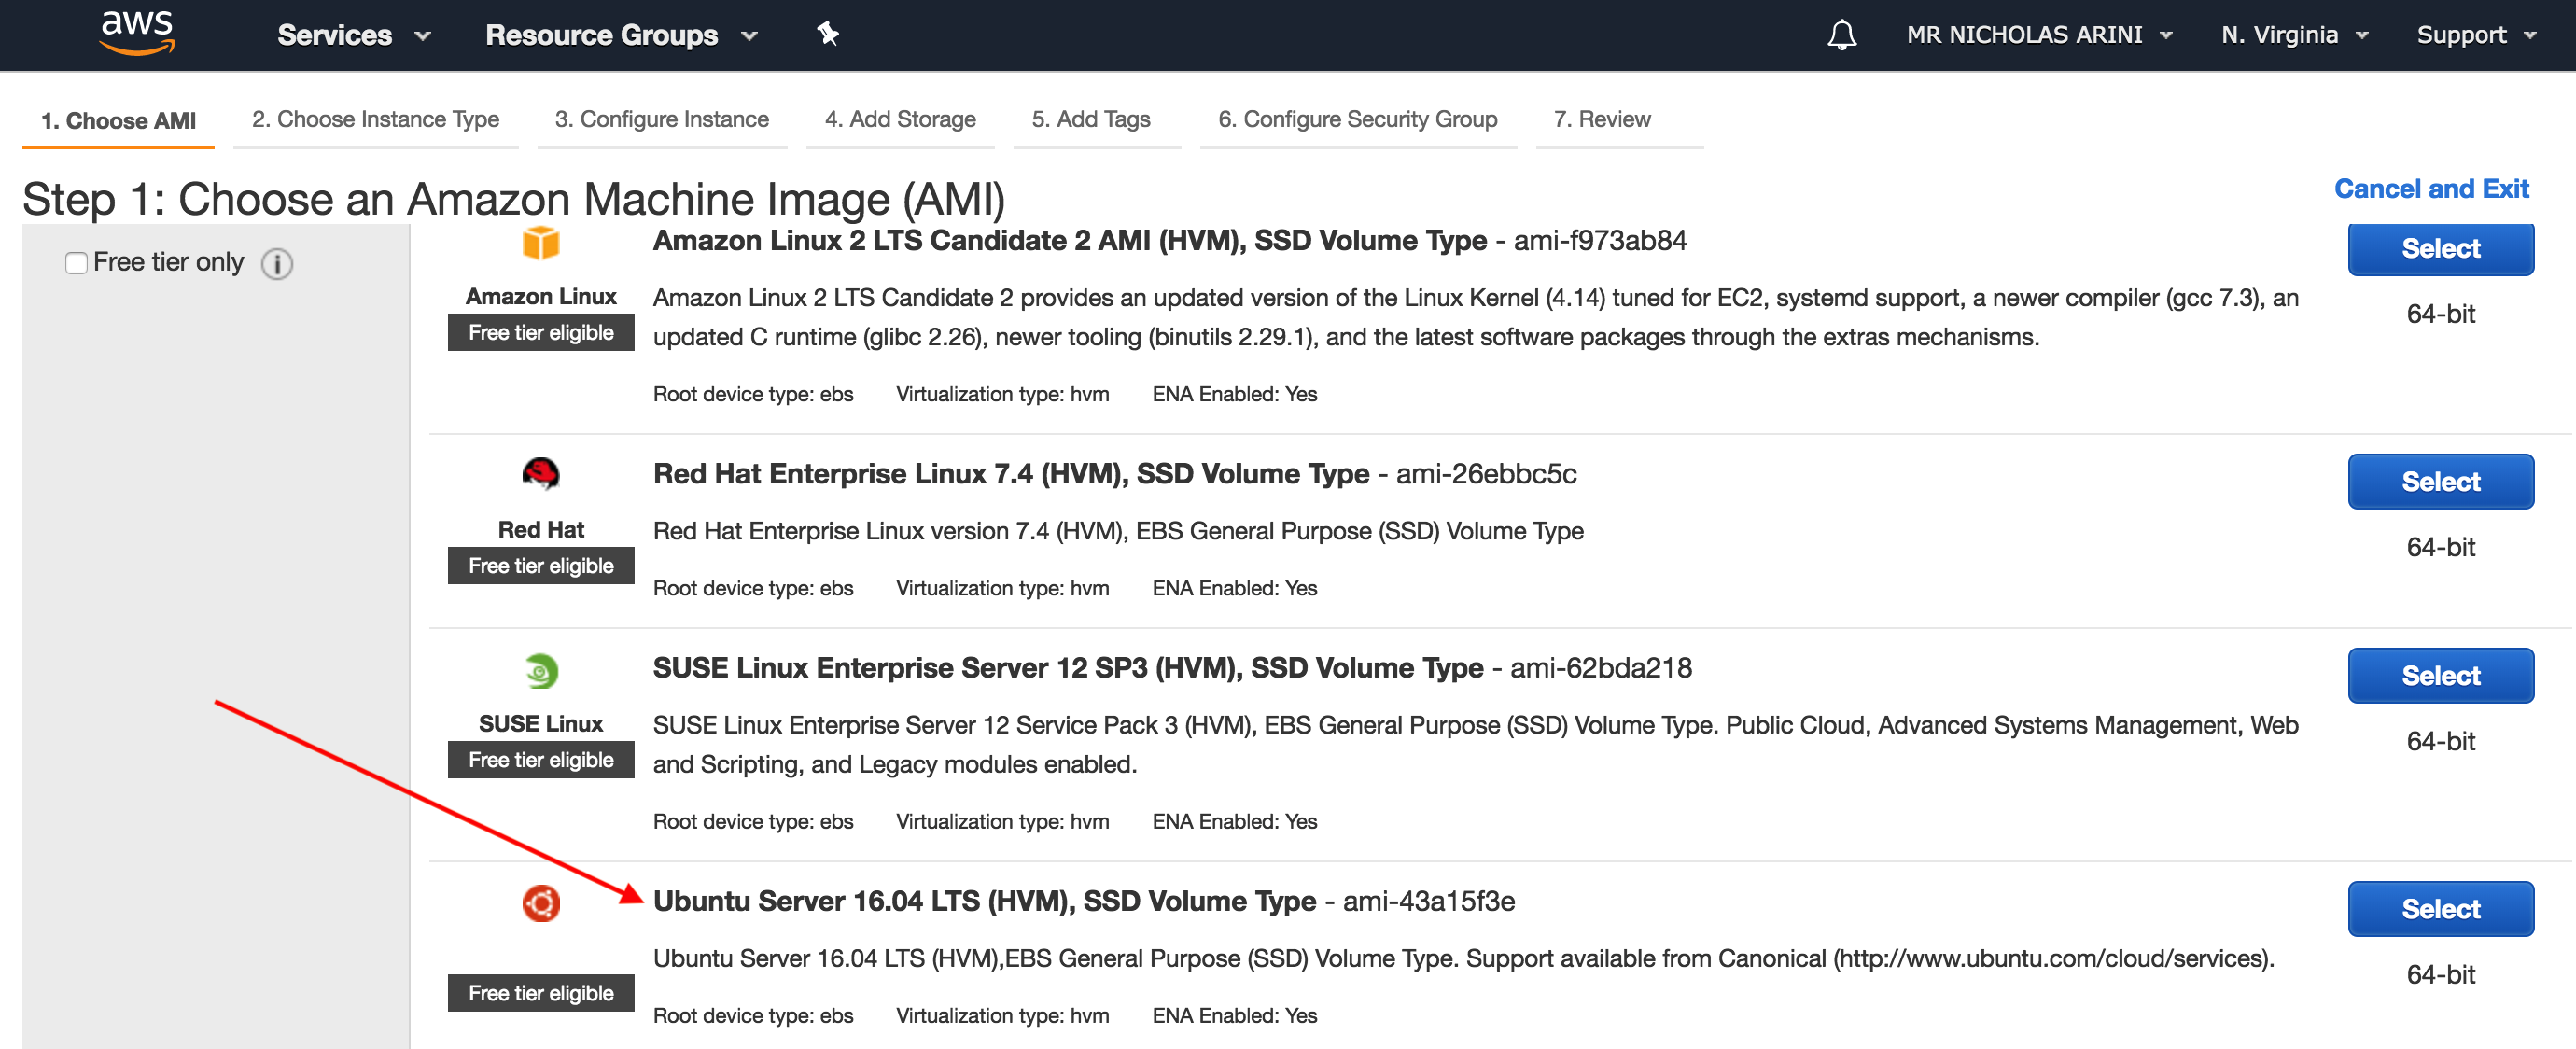 aws Services Resource Groups MR NICHOLAS ARINI N. Virginia Support
1. Choose AMI 2. Choose Instance Type 3. Configure Instance 4. Add Storage 5. Add Tags 6. Configure Security Group 7. Review
Step 1: Choose an Amazon Machine Image (AMI)
Cancel and Exit
Free tier only
Amazon Linux
Free tier eligible
Amazon Linux 2 LTS Candidate 2 AMI (HVM), SSD Volume Type - ami-f973ab84
Amazon Linux 2 LTS Candidate 2 provides an updated version of the Linux Kernel (4.14) tuned for EC2, systemd support, a newer compiler (gcc 7.3), an
updated C runtime (glibc 2.26), newer tooling (binutils 2.29.1), and the latest software packages through the extras mechanisms.
Root device type: ebs Virtualization type: hvm ENA Enabled: Yes
Select
64-bit
Red Hat
Free tier eligible
Red Hat Enterprise Linux 7.4 (HVM), SSD Volume Type - ami-26ebbc5c
Red Hat Enterprise Linux version 7.4 (HVM), EBS General Purpose (SSD) Volume Type
Root device type: ebs Virtualization type: hvm ENA Enabled: Yes
Select
64-bit
SUSE Linux
Free tier eligible
SUSE Linux Enterprise Server 12 SP3 (HVM), SSD Volume Type - ami-62bda218
SUSE Linux Enterprise Server 12 Service Pack 3 (HVM), EBS General Purpose (SSD) Volume Type. Public Cloud, Advanced Systems Management, Web
and Scripting, and Legacy modules enabled.
Root device type: ebs Virtualization type: hvm ENA Enabled: Yes
Select
64-bit
Free tier eligible
Ubuntu Server 16.04 LTS (HVM), SSD Volume Type - ami-43a15f3e
Ubuntu Server 16.04 LTS (HVM),EBS General Purpose (SSD) Volume Type. Support available from Canonical (http://www.ubuntu.com/cloud/services).
Root device type: ebs Virtualization type: hvm ENA Enabled: Yes
Select
64-bit